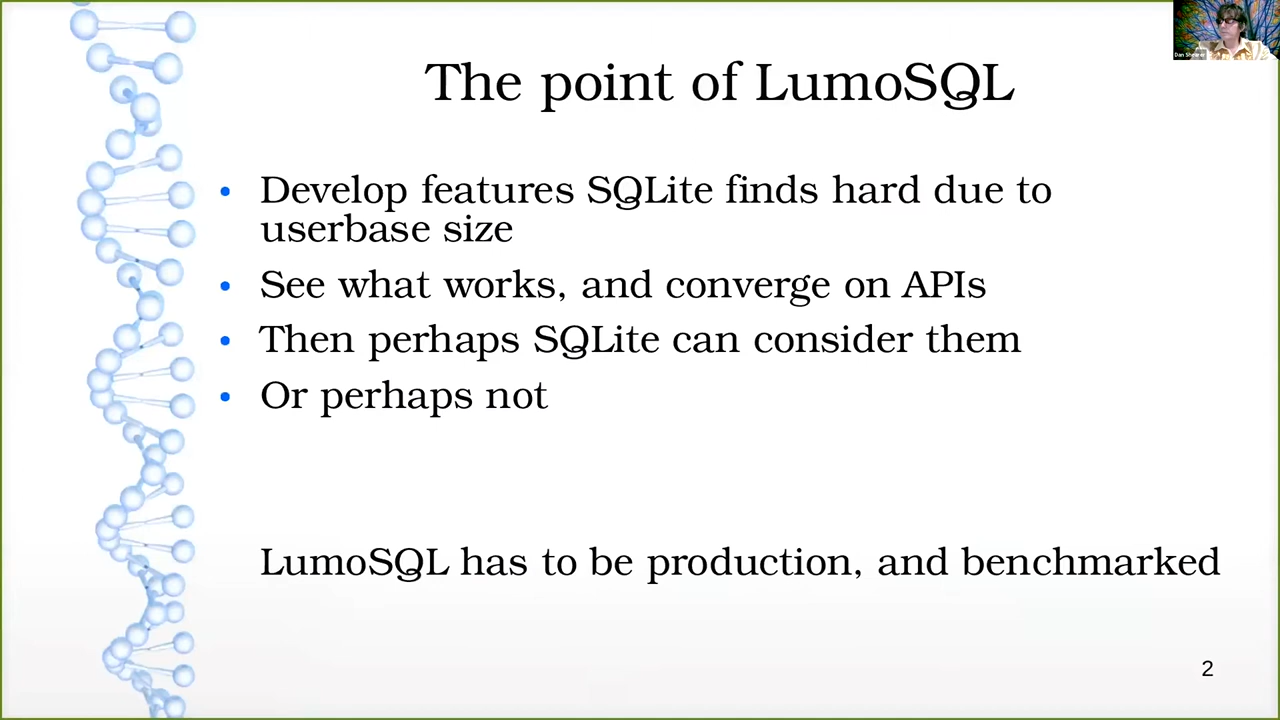 The point of LumoSQL
• Develop features SQLite finds hard due to
userbase size
• See what works, and converge on APIs
• Then perhaps SQLite can consider them
• Or perhaps not
LumoSQL has to be production, and benchmarked
2